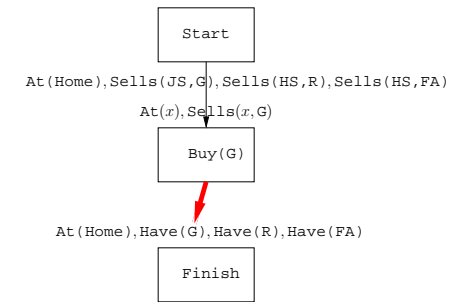 Start
At(Home),Sells(JS,G),Sells(HS,R),Sells(HS,FA)
At(x),Sells(x,G)
Buy(G)
At(Home),Have(G),Have(R),Have(FA)
Finish